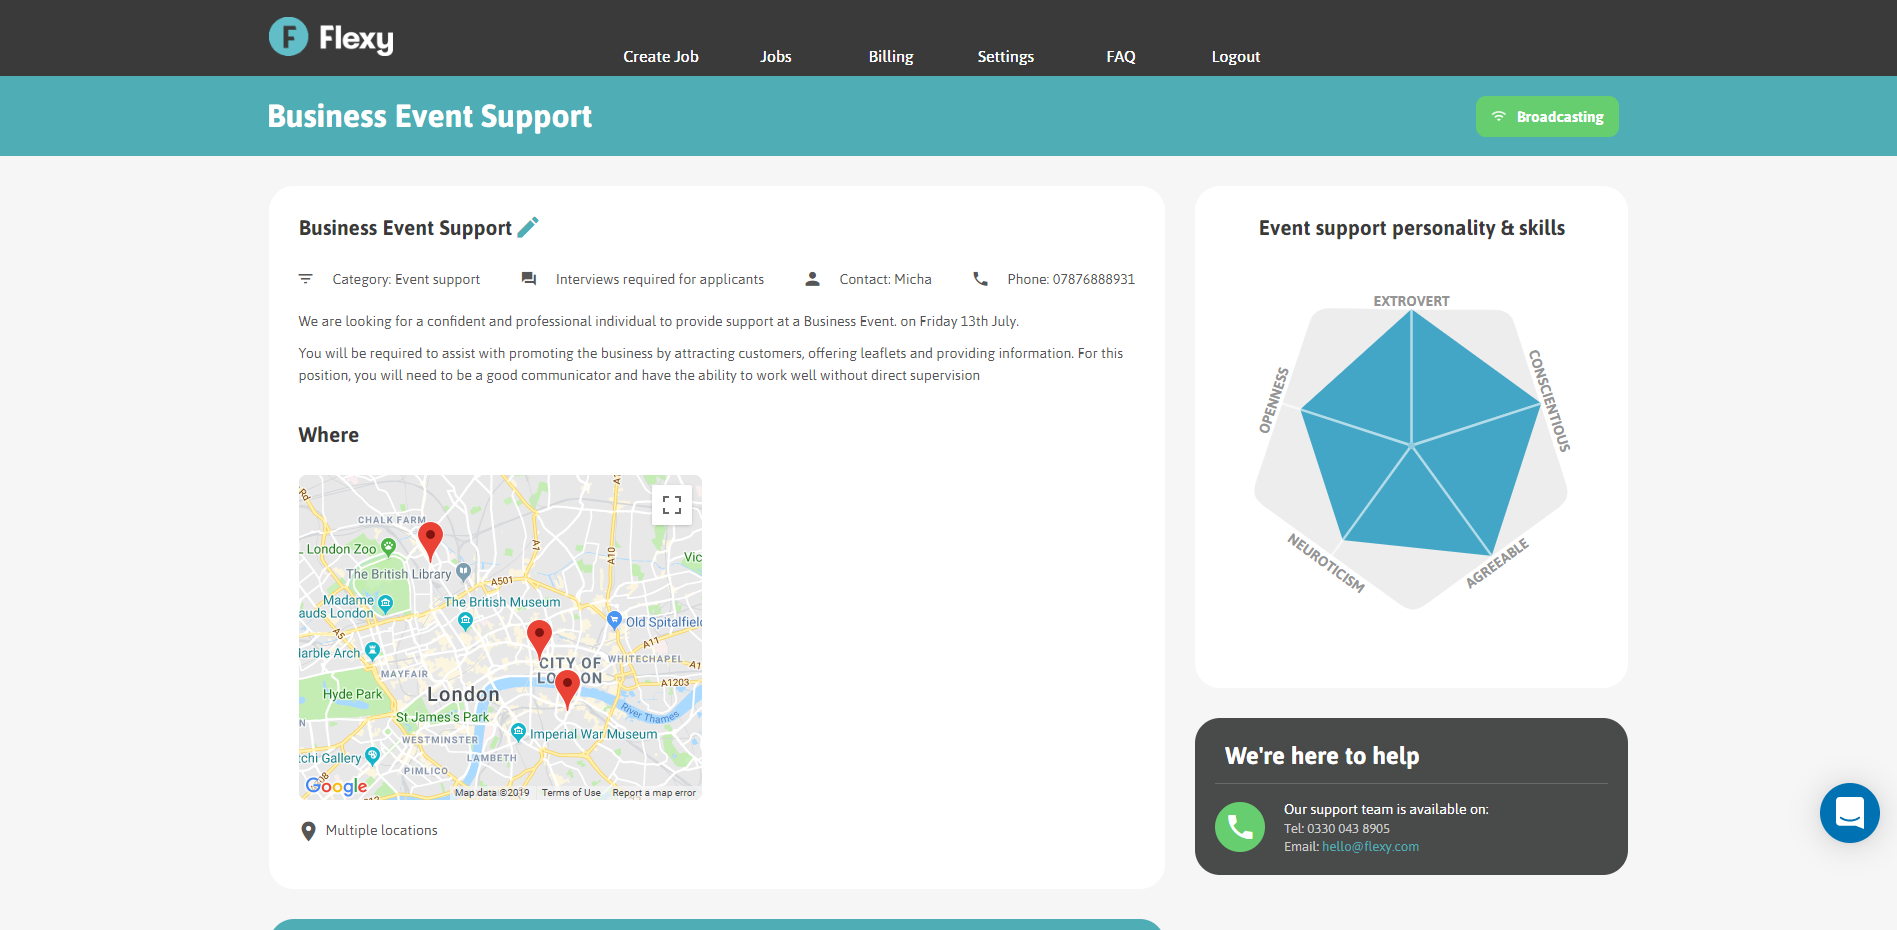 F Flexy
Create Job
Jobs
Billing
Settings
FAQ
Logout
Business Event Support
Broadcasting
Business Event Support
Category: Event support
Interviews required for applicants
Contact: Micha
Phone: 07876888931
We are looking for a confident and professional individual to provide support at a Business Event. on Friday 13th July.
You will be required to assist with promoting the business by attracting customers, offering leaflets and providing information. For this
position, you will need to be a good communicator and have the ability to work well without direct supervision
Where
Rd
CHALK FARM
London Zoo
The British Library
A501
A1
A10
Vic
Madame
auds London
The British Museum
Old Spitalfiel
A5
A11
arble Arch
MAYFAIR
CITY OF
LONDON
WHITECHAPEL
A1
A1203
Hyde Park
London
St James's Park
River Thames
WESTMINSTER
Imperial War Museum
tchi Gallery
LAMBETH
PIMLICO
Google
Map data ©2019
Terms of Use
Report a map error
Multiple locations
Event support personality & skills
EXTROVERT
CONSCIENTIOUS
OPENNESS
NEUROTICISM
AGREEABLE
We're here to help
Our support team is available on:
Tel: 0330 043 8905
Email: hello@flexy.com